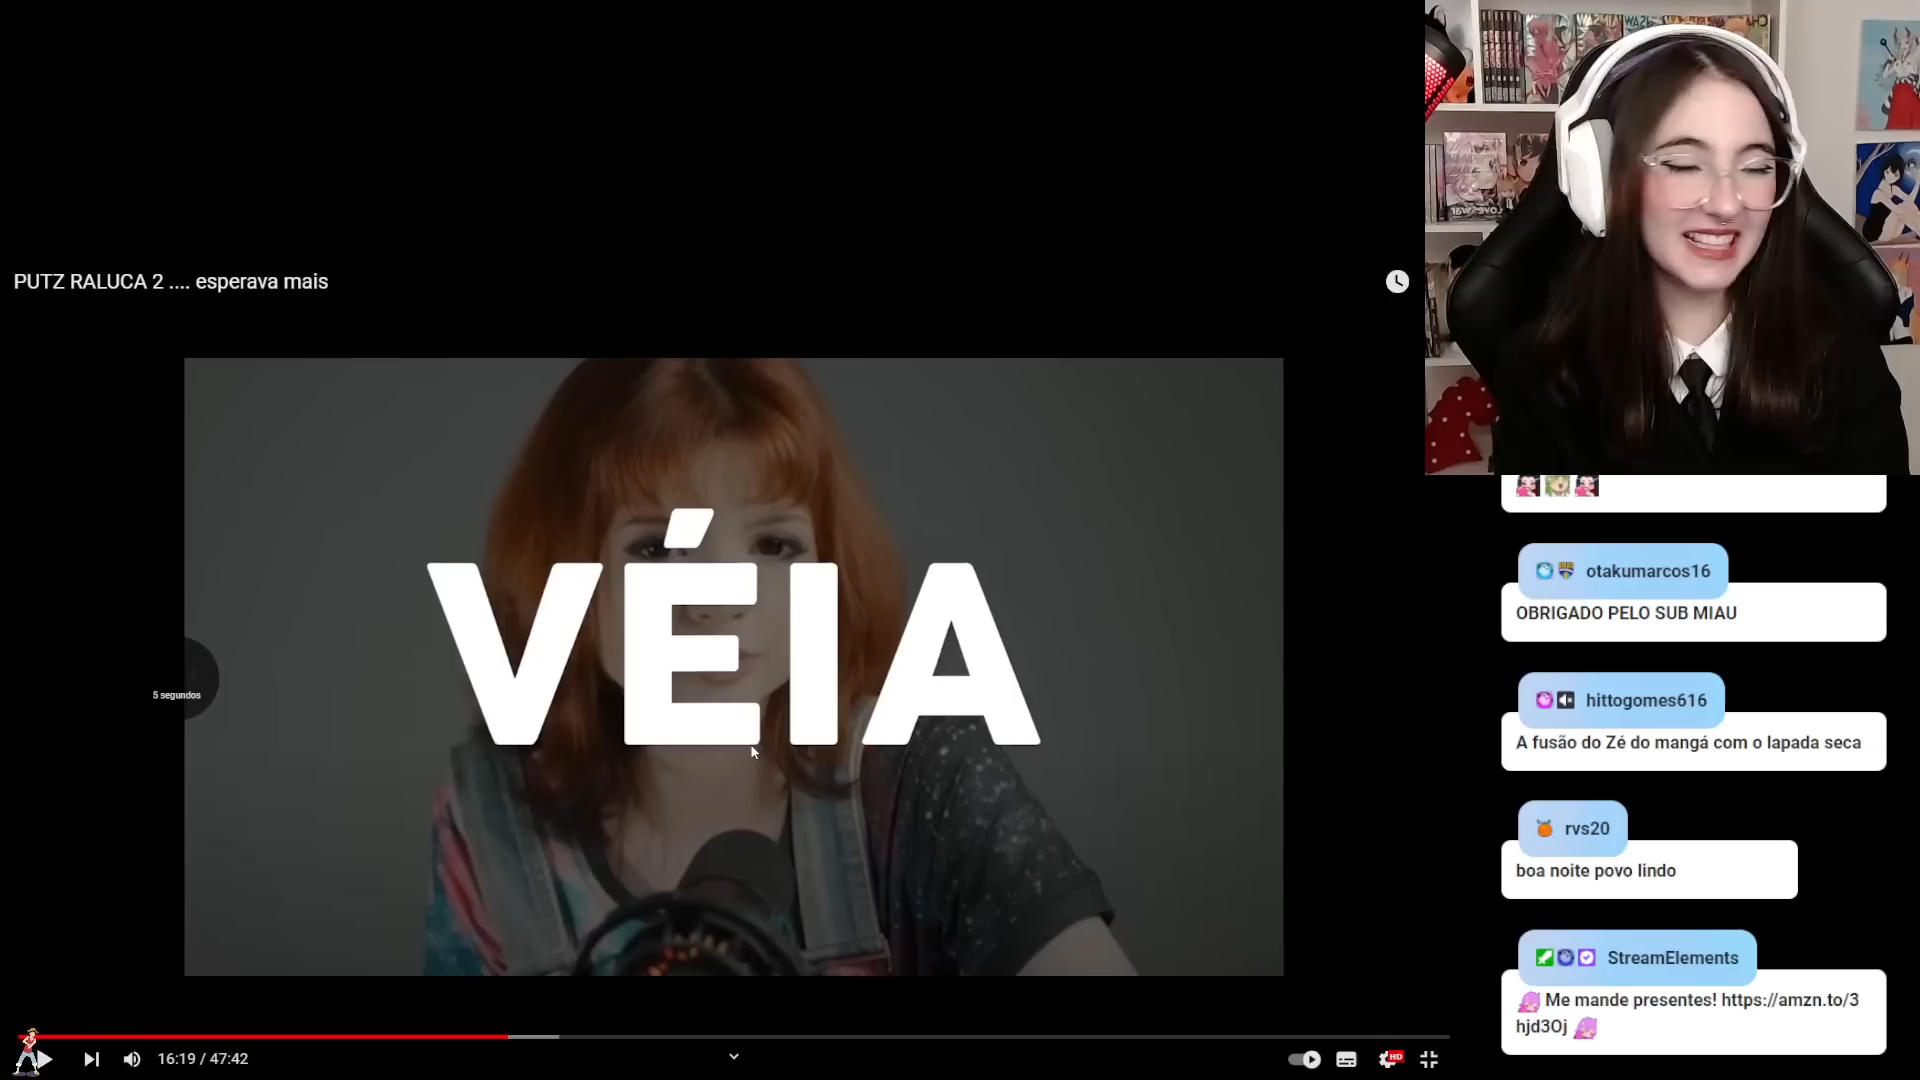 PUTZ RALUCA 2 .... esperava mais
VÉIA
5 segundos
16:19 / 47:42
HD
otakumarcos16
OBRIGADO PELO SUB MIAU
hittogomes616
A fusão do Zé do mangá com o lapada seca
rvs20
boa noite povo lindo
StreamElements
Me mande presentes! https://amzn.to/3
hjd3Oj